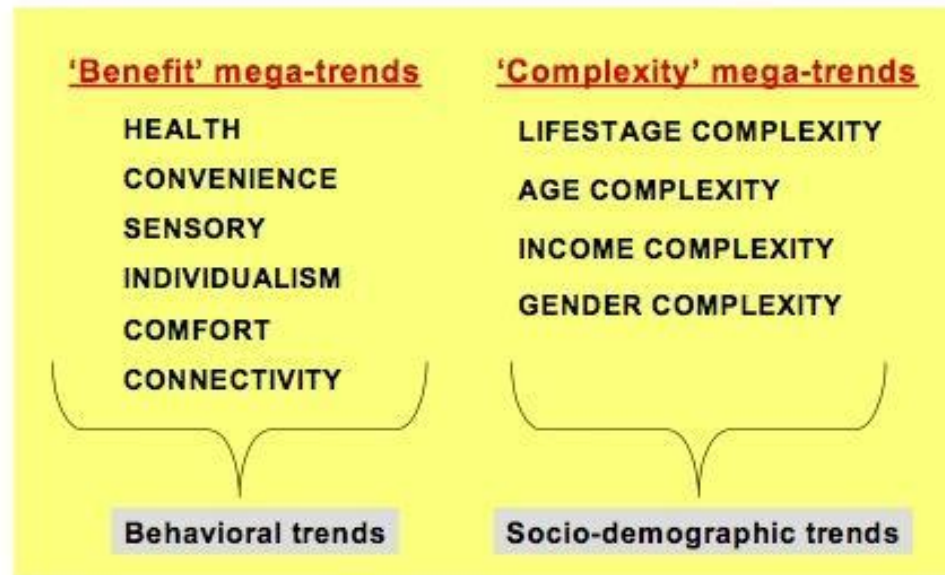 ‘Benefit’ mega-trends
HEALTH
CONVENIENCE
SENSORY
INDIVIDUALISM
COMFORT
CONNECTIVITY
Behavioral trends
‘Complexity’ mega-trends
LIFESTAGE COMPLEXITY
AGE COMPLEXITY
INCOME COMPLEXITY
GENDER COMPLEXITY
Socio-demographic trends